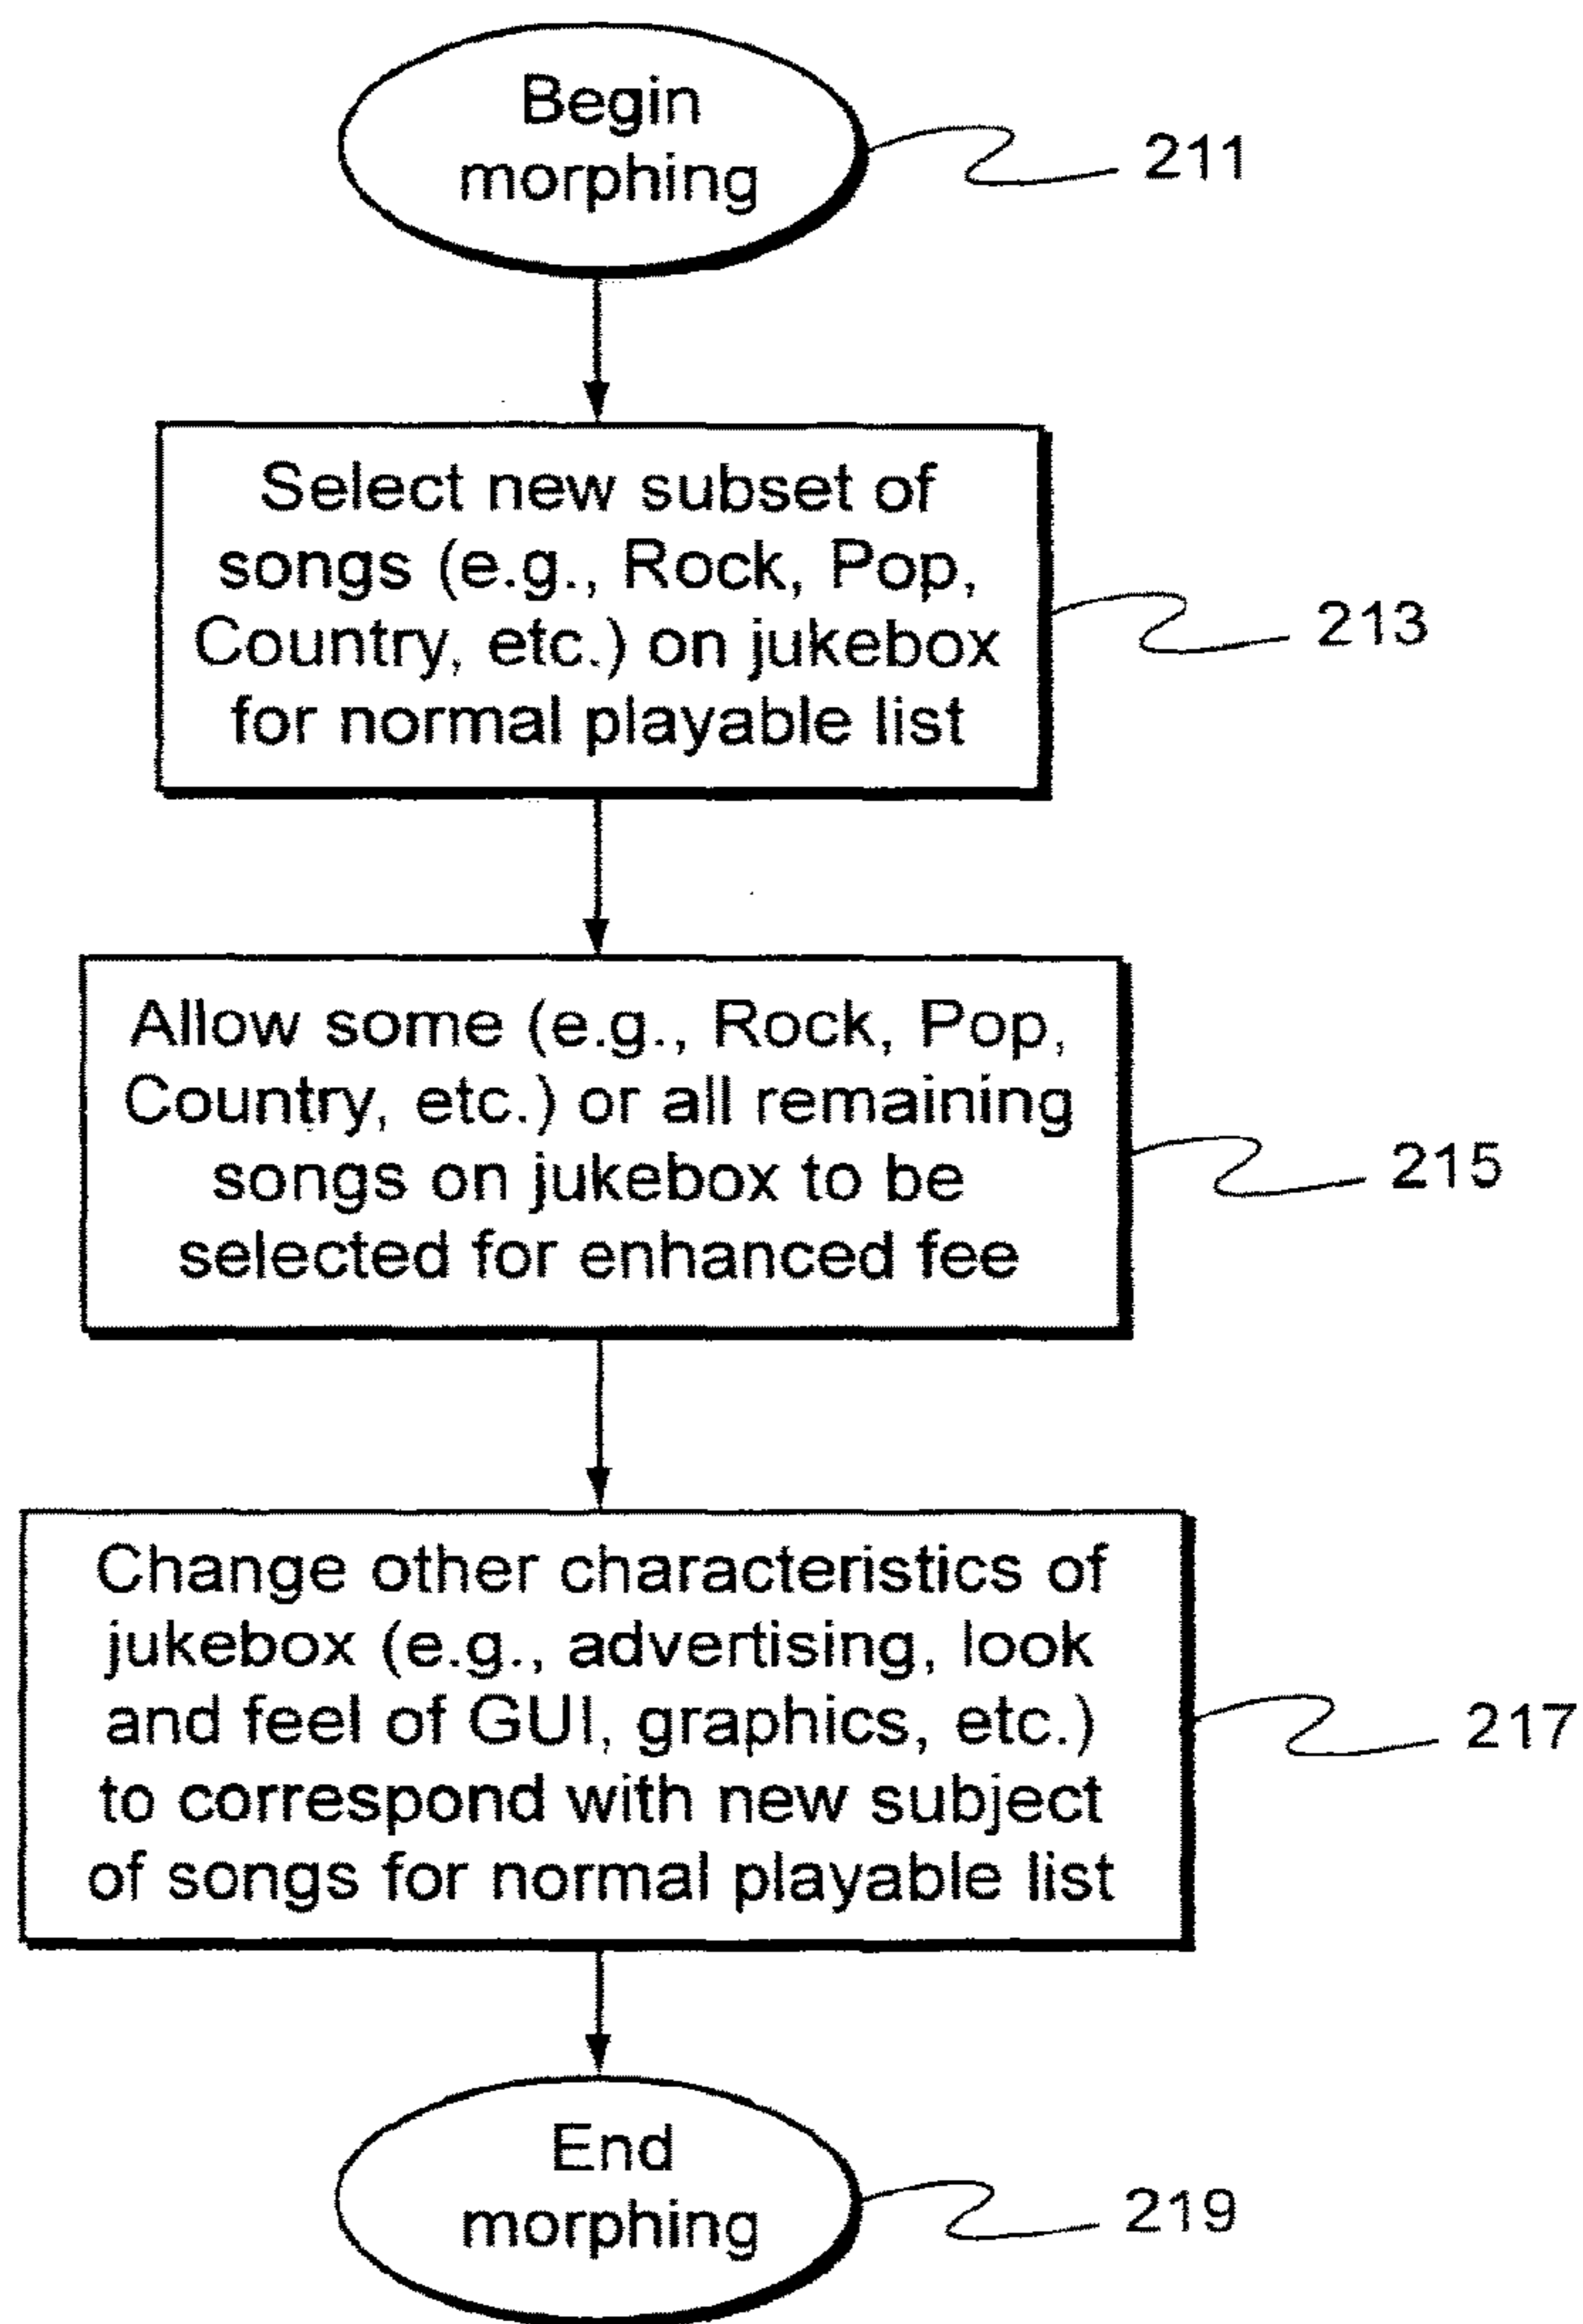 Begin
morphing
211
Select new subset of
songs (e.g., Rock, Pop,
Country, etc.) on jukebox
for normal playable list
213
Allow some (e.g., Rock, Pop,
Country, etc.) or all remaining
songs on jukebox to be
selected for enhanced fee
215
Change other characteristics of
jukebox (e.g., advertising, look
and feel of GUI, graphics, etc.)
to correspond with new subject
of songs for normal playable list
217
End
morphing
219